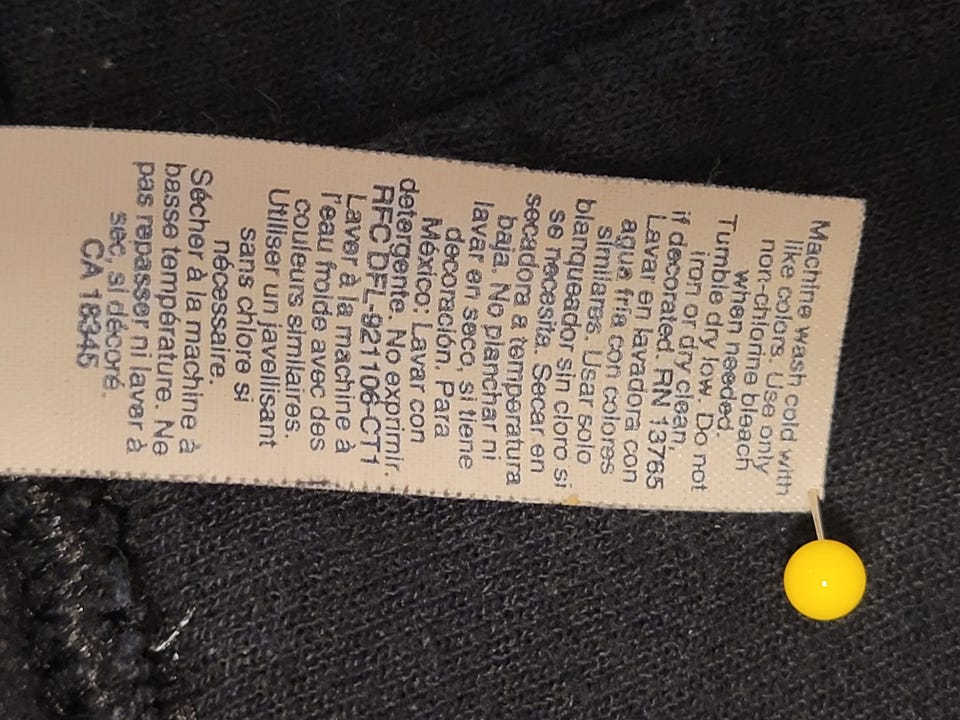 Machine wash cold with
like colors. Use only
non-chlorine bleach
when needed.
Tumble dry low. Do not
iron or dry clean,
if decorated. RN 13765
Lavar en lavadora con
agua fría con colores
similares. Usar solo
blanqueador sin cloro si
se necesita. Secar en
secadora a temperatura
baja. No planchar ni
lavar en seco, si tiene
decoración. Para
México: Lavar con
detergente. No exprimir.
RFC DFL-921106-CT1
Laver à la machine à
l'eau froide avec des
couleurs similaires.
Utiliser un javellisant
sans chlore si
nécessaire.
Sécher à la machine à
basse température. Ne
pas repasser ni laver à
sec, si décoré.
CA 18345